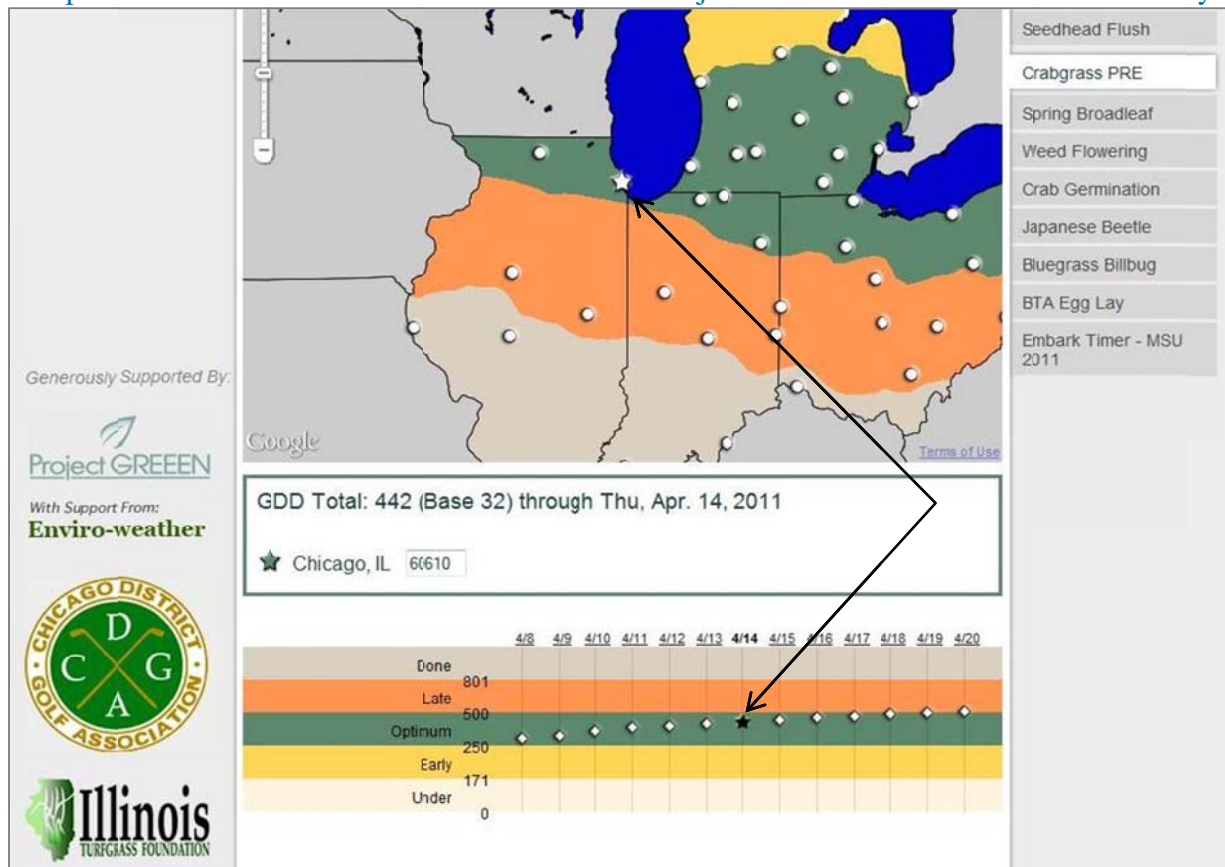 Seedhead Flush
Crabgrass PRE
Spring Broadleaf
Weed Flowering
Crab Germination
Japanese Beetle
Bluegrass Billbug
BTA Egg Lay
Embark Timer - MSU
2011
Google
Terms of Use
Generously Supported By:
Project GREEEN
With Support From:
Enviro-weather
CHICAGO DISTRICT
GOLF ASSOCIATION
C D G A
Illinois
TURFGRASS FOUNDATION
GDD Total: 442 (Base 32) through Thu, Apr. 14, 2011
Chicago, IL 60610
4/8 4/9 4/10 4/11 4/12 4/13 4/14 4/15 4/16 4/17 4/18 4/19 4/20
Done
801
Late
500
Optimum
250
Early
171
Under
0